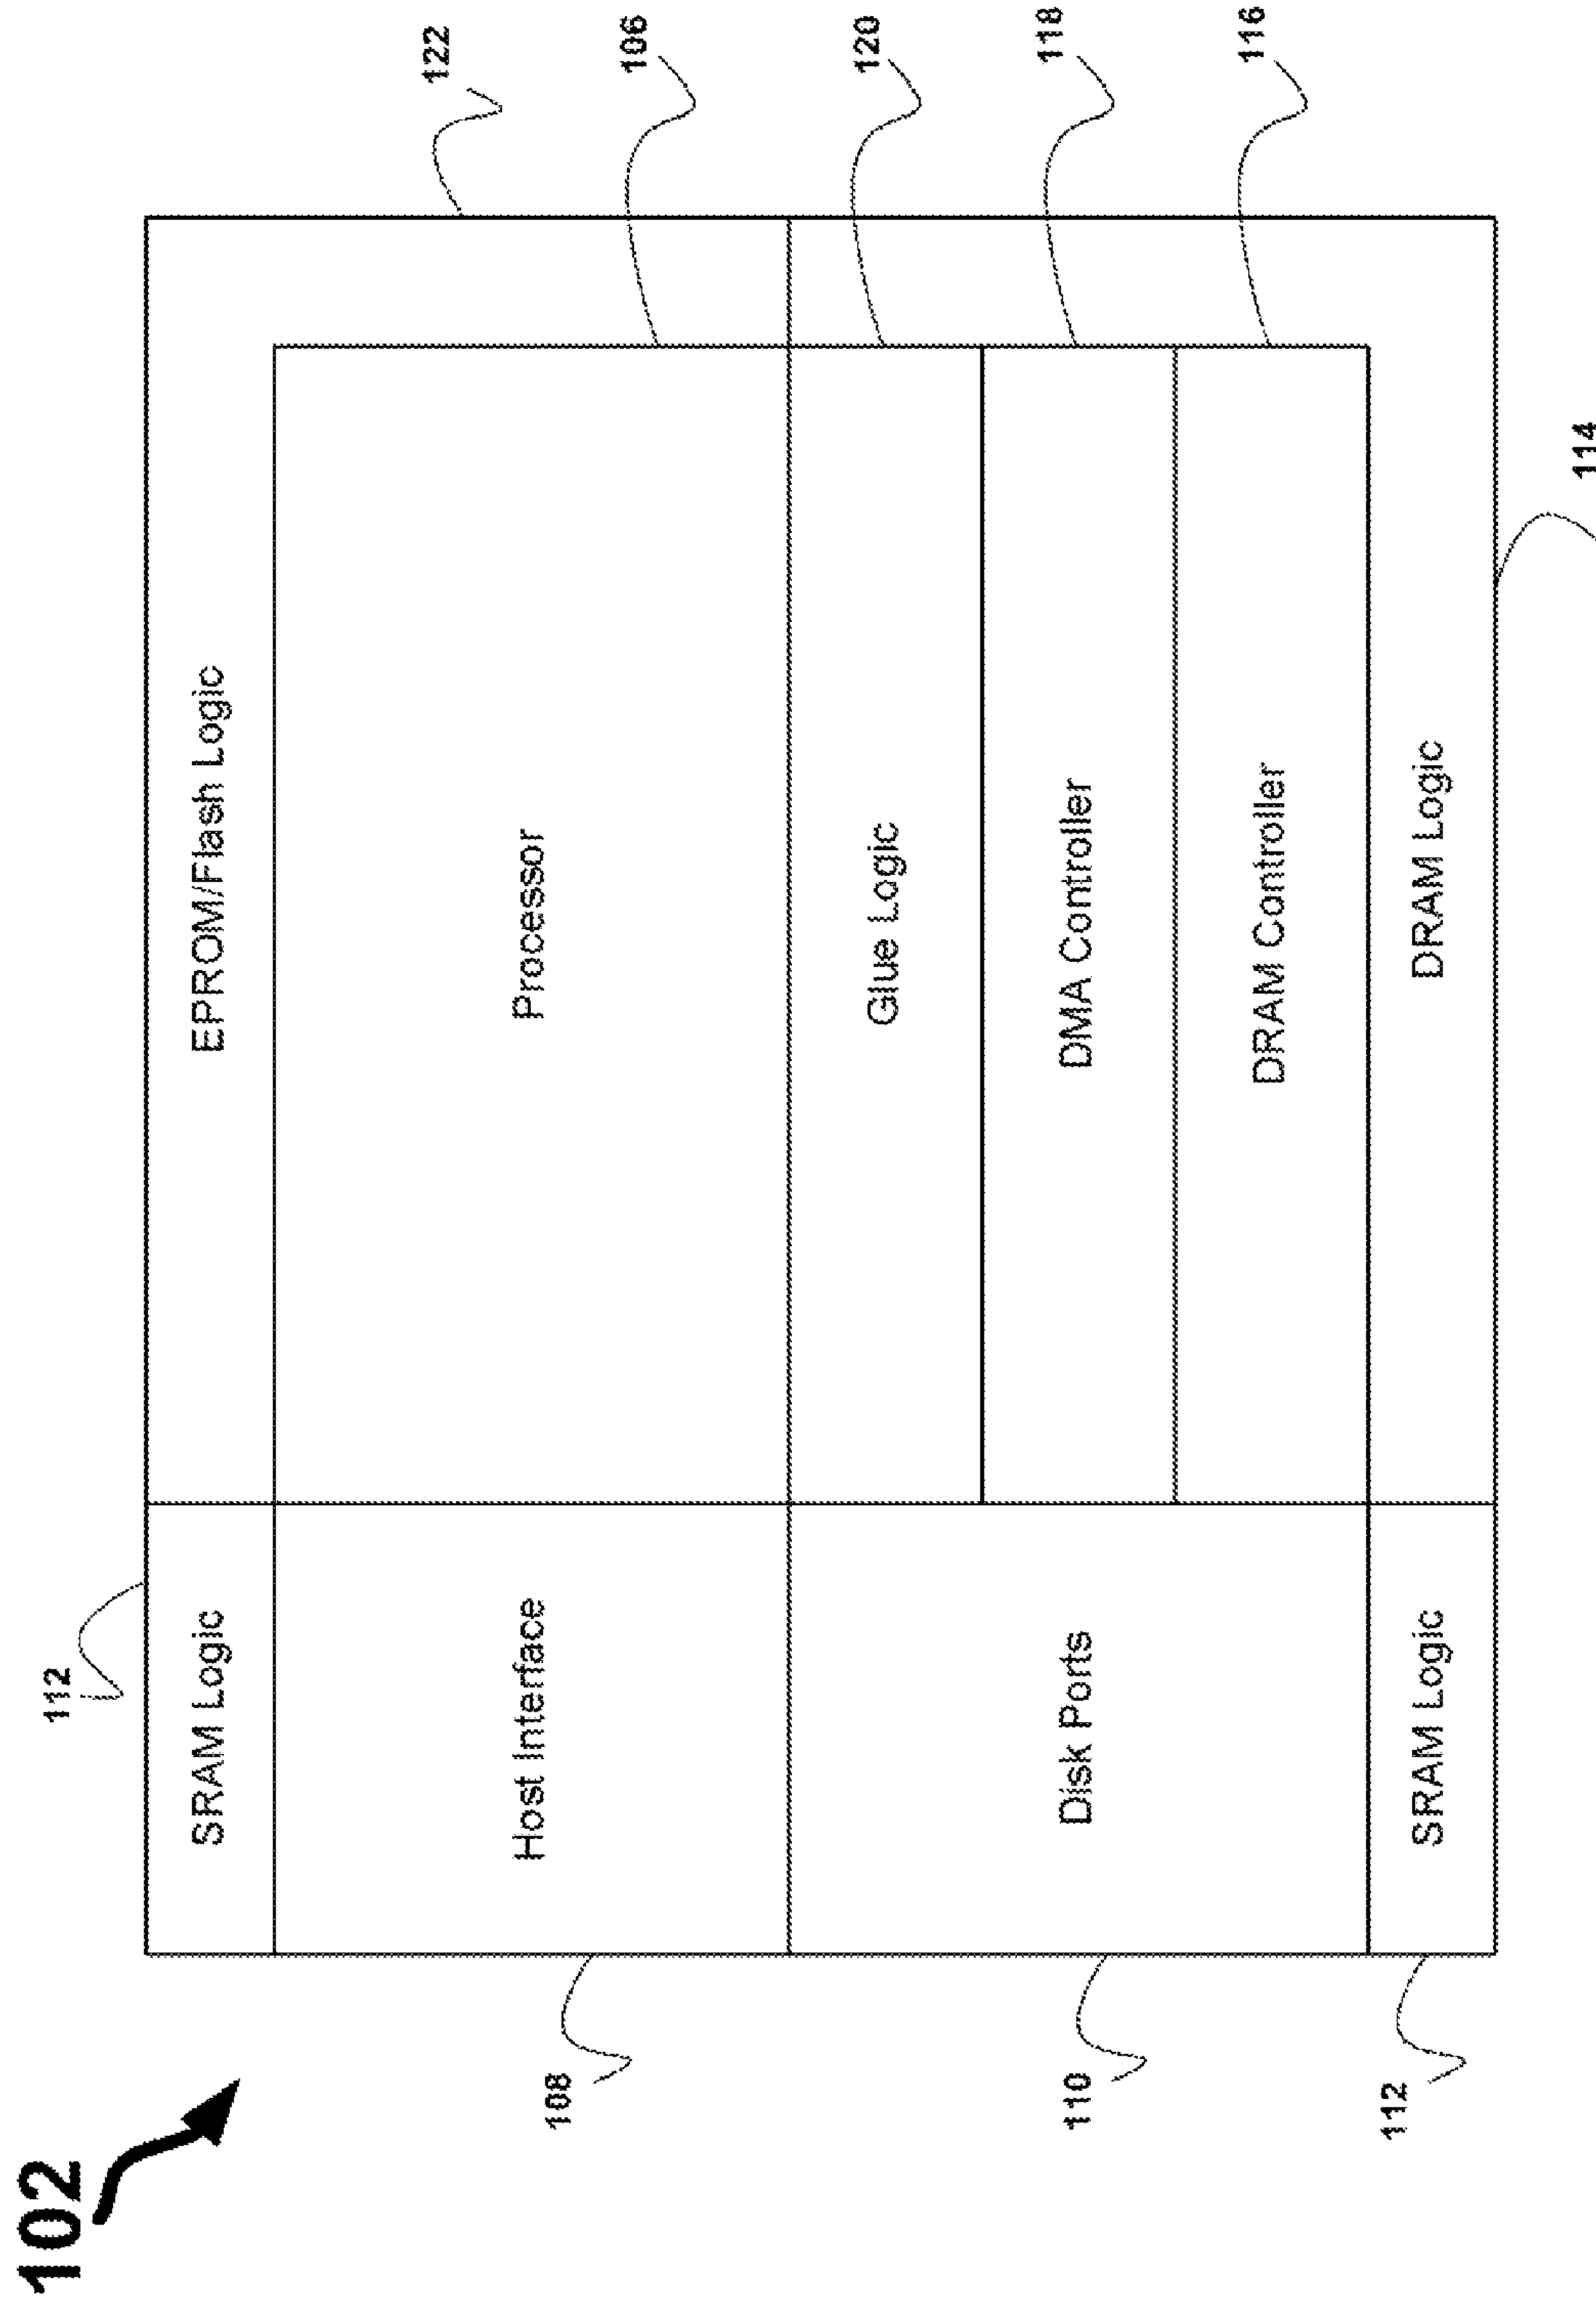 102
112
SRAM Logic
EPROM/Flash Logic
122
108
Host Interface
Processor
106
110
Disk Ports
Glue Logic
120
DMA Controller
118
DRAM Controller
116
112
SRAM Logic
DRAM Logic
114